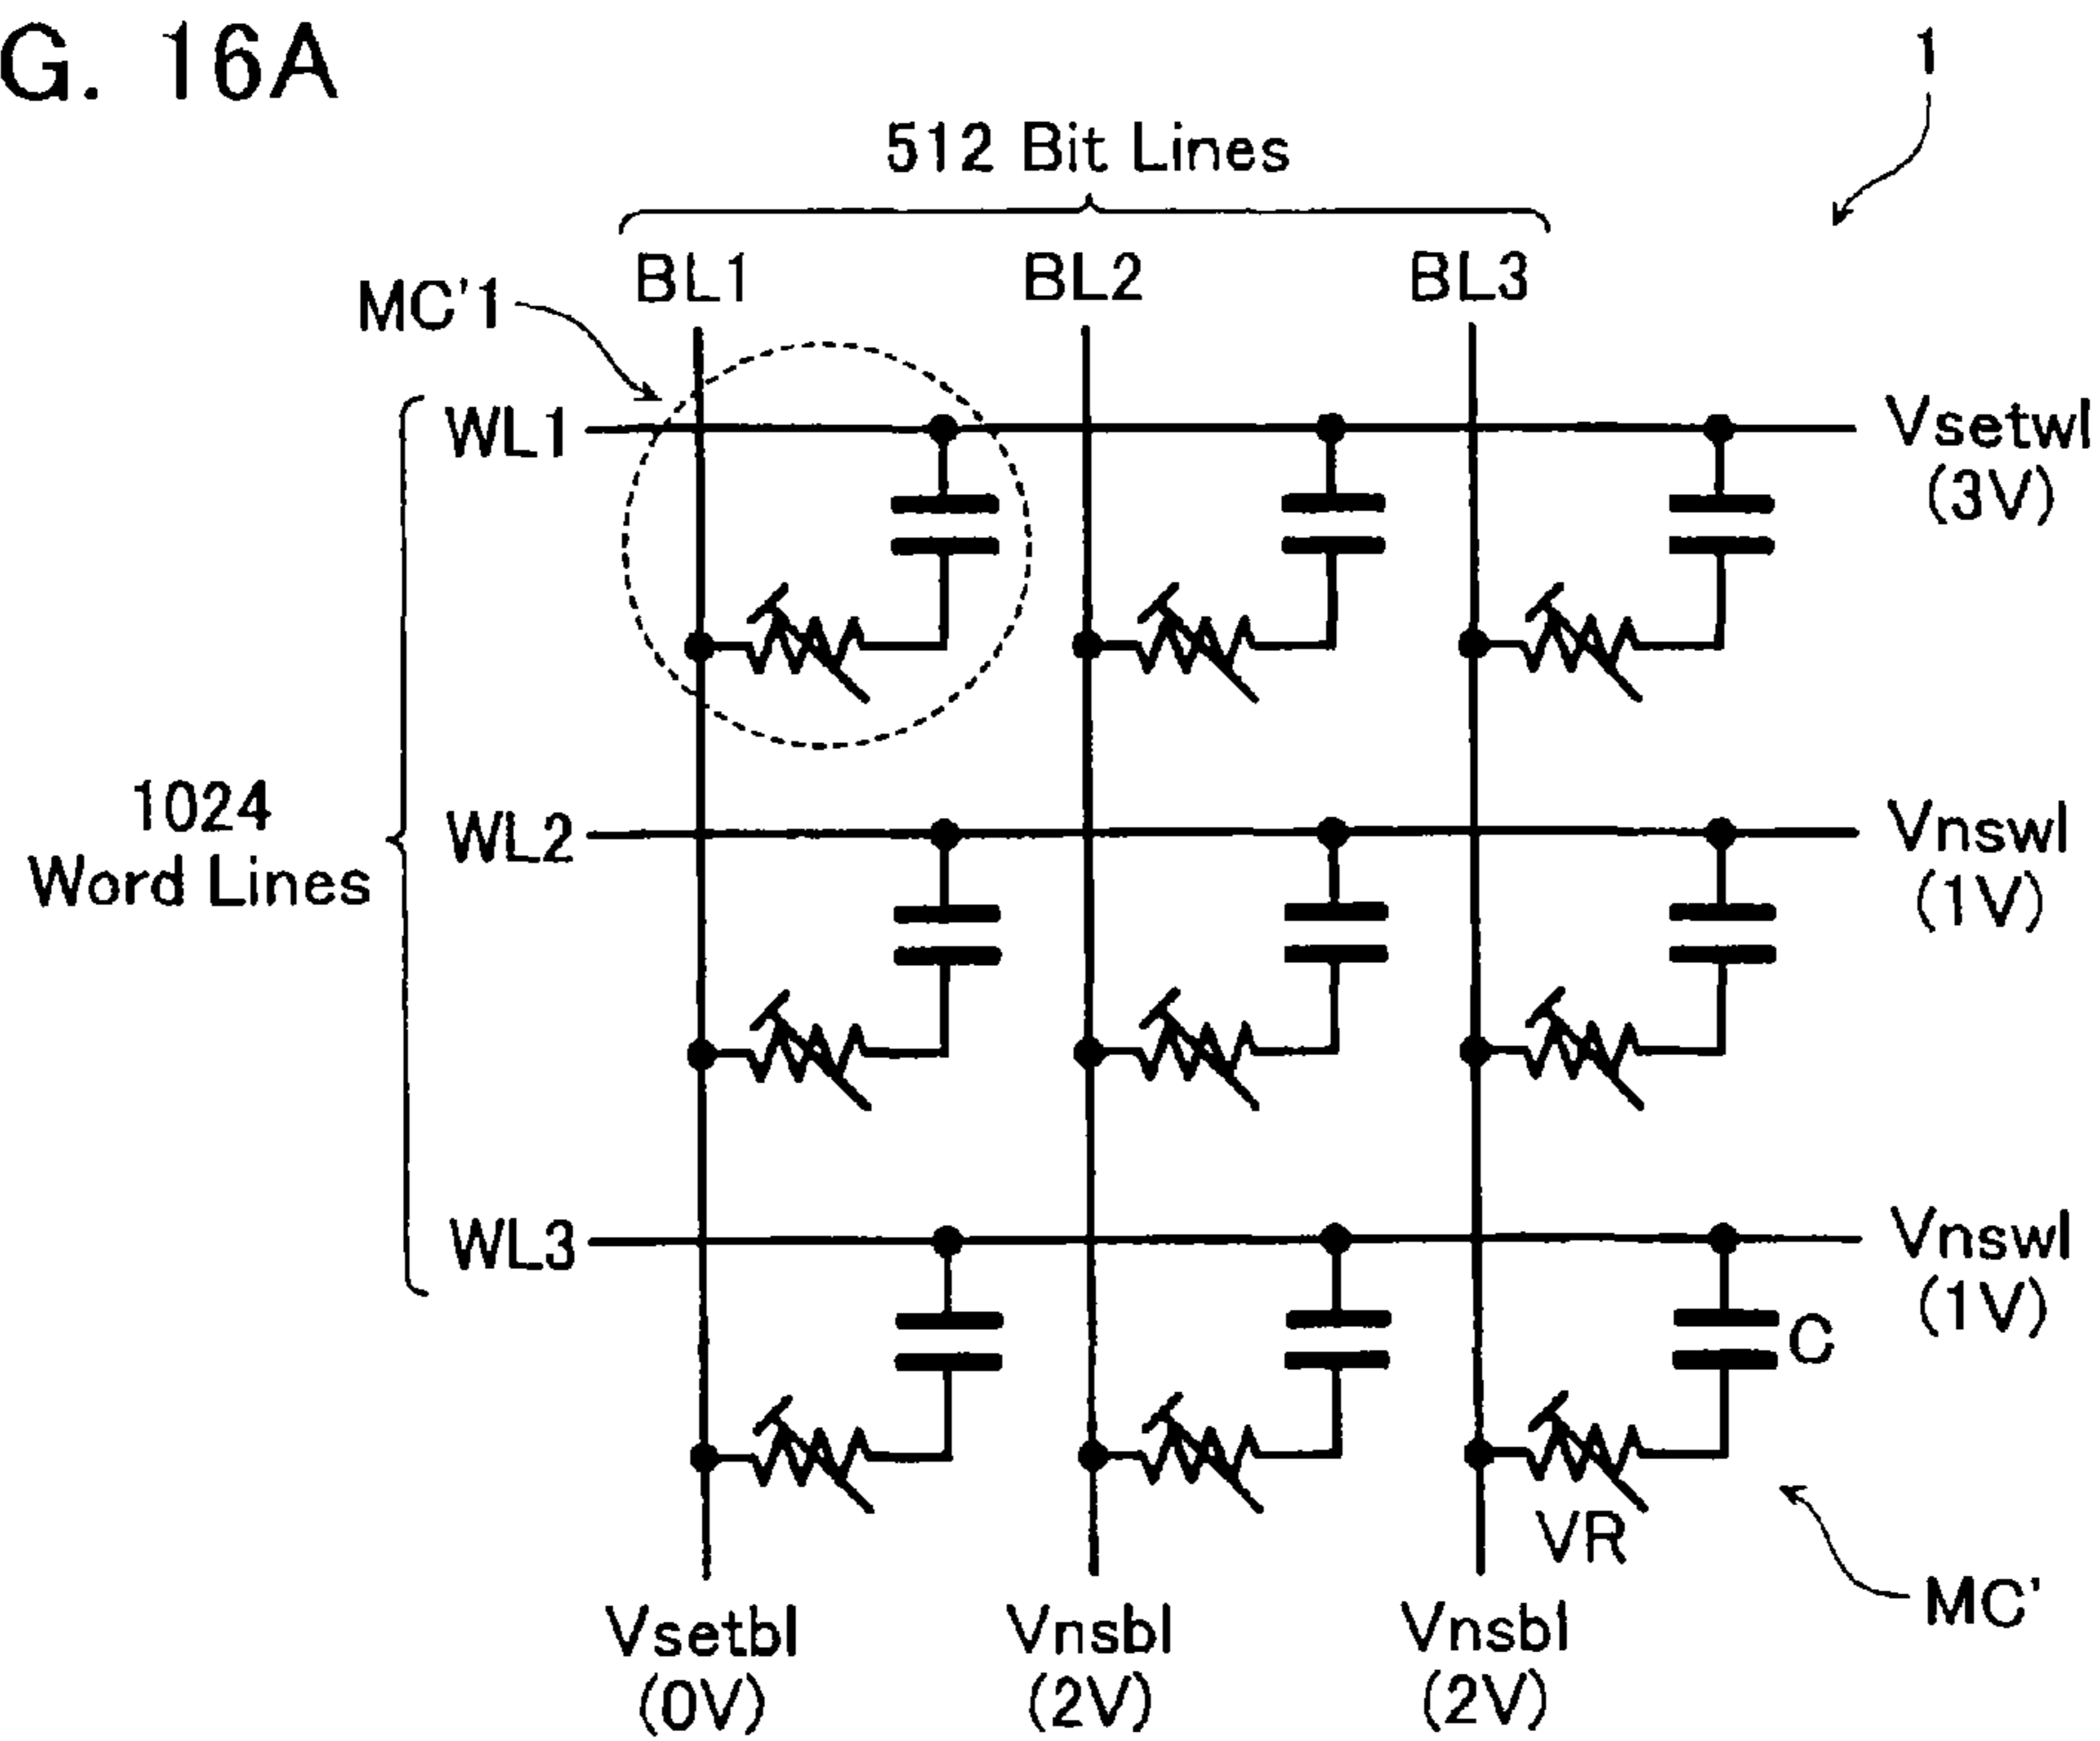 G. 16A
1
512 Bit Lines
BL1 BL2 BL3
MC'1
WL1
Vsetwl
(3V)
1024
Word Lines
WL2
Vnswl
(1V)
WL3
Vnswl
(1V)
C
VR
MC'
Vsetbl
(0V)
Vnsbl
(2V)
Vnsbl
(2V)